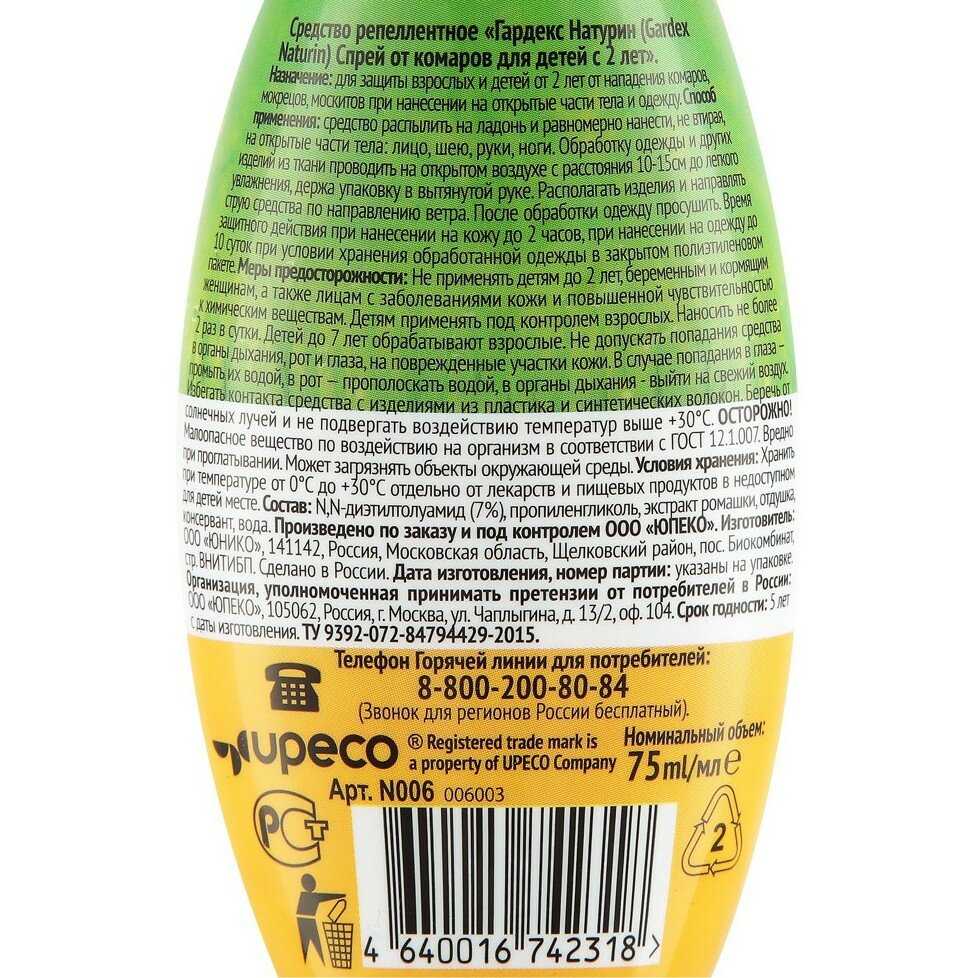 Средство репеллентное «Гардекс Натурин (Gardex
Naturin) Спрей от комаров для детей с 2 лет».
Назначение: для защиты взрослых и детей от 2 лет от нападения комаров,
мокрецов, москитов при нанесении на открытые части тела и одежду. Способ
применения: средство распылить на ладонь и равномерно нанести, не втирая,
на открытые части тела: лицо, шею, руки, ноги. Обработку одежды и других
изделий из ткани проводить на открытом воздухе с расстояния 10-15см до легкого
увлажнения, держа упаковку в вытянутой руке. Располагать изделия и направлять
струю средства по направлению ветра. После обработки одежду просушить. Время
защитного действия при нанесении на кожу до 2 часов, при нанесении на одежду до
10 суток при условии хранения обработанной одежды в закрытом полиэтиленовом
пакете. Меры предосторожности: Не применять детям до 2 лет, беременным и кормящим
женщинам, а также лицам с заболеваниями кожи и повышенной чувствительностью
к химическим веществам. Детям применять под контролем взрослых. Наносить не более
2 раз в сутки. Детей до 7 лет обрабатывают взрослые. Не допускать попадания средства
в органы дыхания, рот и глаза, на поврежденные участки кожи. В случае попадания в глаза –
промыть их водой, в рот – прополоскать водой, в органы дыхания - выйти на свежий воздух.
Избегать контакта средства с изделиями из пластика и синтетических волокон. Беречь от
солнечных лучей и не подвергать воздействию температур выше +30°C. ОСТОРОЖНО!
Малоопасное вещество по воздействию на организм в соответствии с ГОСТ 12.1.007. Вредно
при проглатывании. Может загрязнять объекты окружающей среды. Условия хранения: Хранить
при температуре от 0°C до +30°C отдельно от лекарств и пищевых продуктов в недоступном
для детей месте. Состав: N,N-диэтилтолуамид (7%), пропиленгликоль, экстракт ромашки, отдушка,
консервант, вода. Произведено по заказу и под контролем ООО «ЮПЕКО». Изготовитель:
ООО «ЮНИКО», 141142, Россия, Московская область, Щелковский район, пос. Биокомбинат,
стр. ВНИТИБП. Сделано в России. Дата изготовления, номер партии: указаны на упаковке.
Организация, уполномоченная принимать претензии от потребителей в России:
ООО «ЮПЕКО», 105062, Россия, г. Москва, ул. Чаплыгина, д. 13/2, оф. 104. Срок годности: 5 лет
с даты изготовления. ТУ 9392-072-84794429-2015.
Телефон Горячей линии для потребителей:
8-800-200-80-84
(Звонок для регионов России бесплатный).
upeco ® Registered trade mark is
a property of UPECO Company
Номинальный объем:
75ml/мл℮
Арт. N006 006003
РСТ
2
4 640016 742318 >